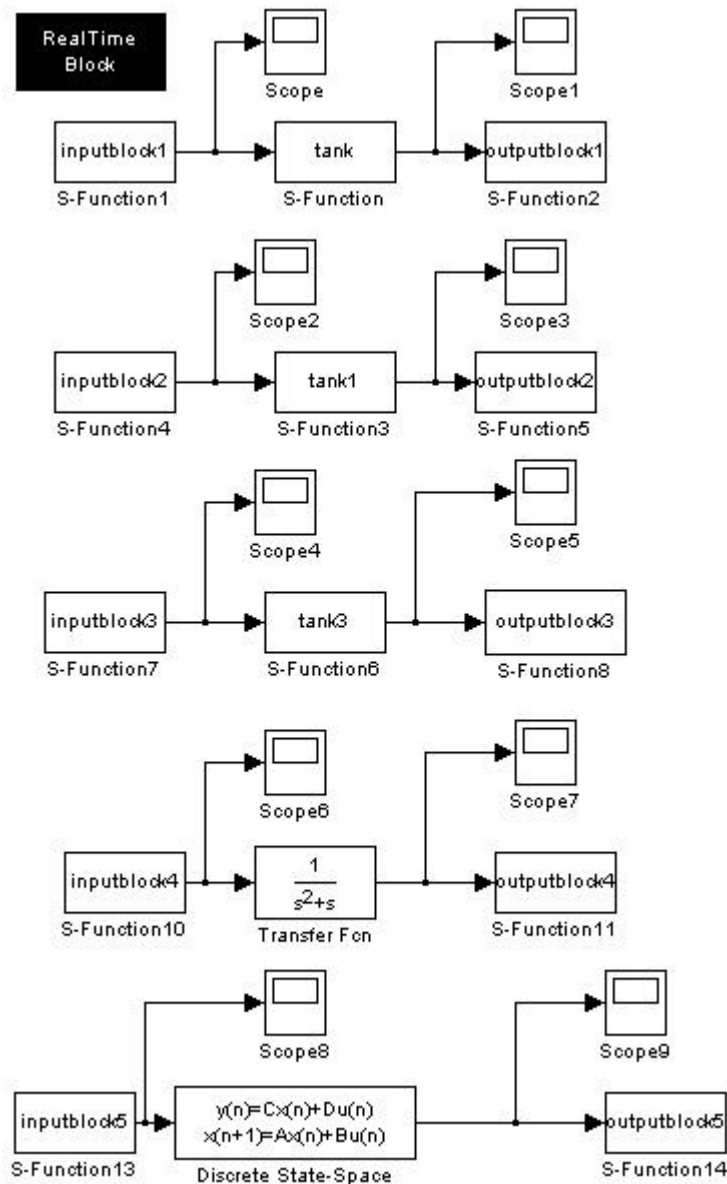 RealTime
Block
Scope
Scope1
inputblock1
tank
outputblock1
S-Function1
S-Function
S-Function2
Scope2
Scope3
inputblock2
tank1
outputblock2
S-Function4
S-Function3
S-Function5
Scope4
Scope5
inputblock3
tank3
outputblock3
S-Function7
S-Function6
S-Function8
Scope6
Scope7
inputblock4
1
s²+s
outputblock4
S-Function10
Transfer Fcn
S-Function11
Scope8
Scope9
inputblock5
y(n)=Cx(n)+Du(n)
x(n+1)=Ax(n)+Bu(n)
outputblock5
S-Function13
Discrete State-Space
S-Function14